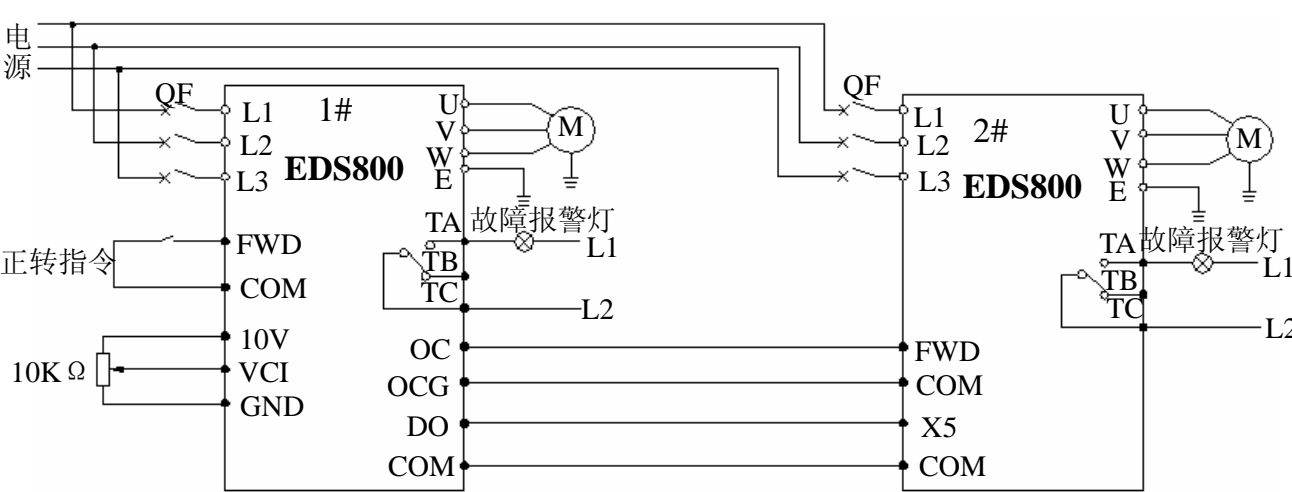 电
源
QF
L1
L2
L3
1#
EDS800
U
V
W
E
M
正转指令
FWD
COM
10KΩ
10V
VCI
GND
TA
TB
TC
故障报警灯
L1
L2
OC
OCG
DO
COM
QF
L1
L2
L3
2#
EDS800
U
V
W
E
M
TA
TB
TC
故障报警灯
L1
L2
FWD
COM
X5
COM